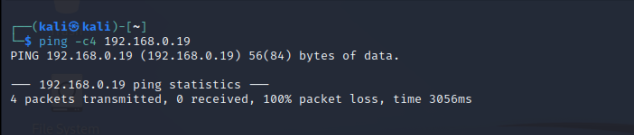 ┌──(kali㉿kali)-[~]
└─$ ping -c4 192.168.0.19
PING 192.168.0.19 (192.168.0.19) 56(84) bytes of data.
--- 192.168.0.19 ping statistics ---
4 packets transmitted, 0 received, 100% packet loss, time 3056ms